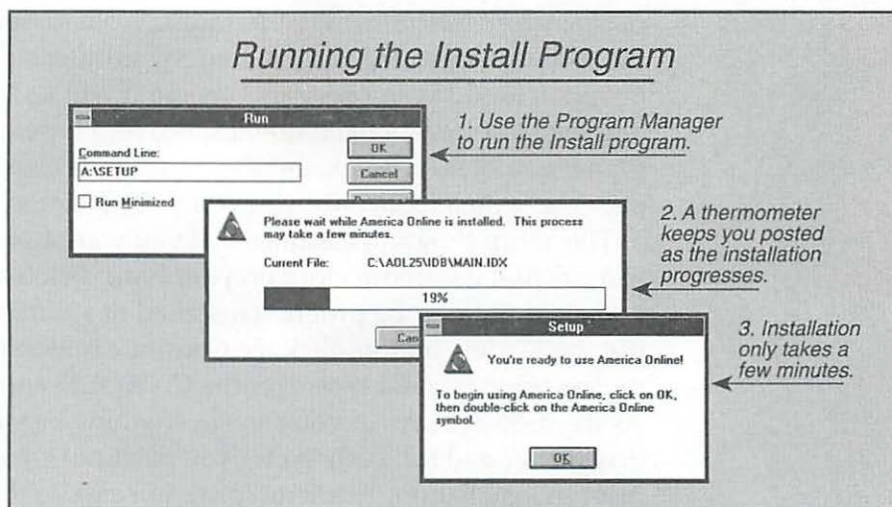 Running the Install Program
Run
Command Line:
A:\SETUP
Run Minimized
OK
Cancel
1. Use the Program Manager
to run the Install program.
Please wait while America Online is installed. This process
may take a few minutes.
Current File: C:\AOL25\IDB\MAIN.IDX
19%
2. A thermometer
keeps you posted
as the installation
progresses.
Setup
You're ready to use America Online!
To begin using America Online, click on OK,
then double-click on the America Online
symbol.
OK
3. Installation
only takes a
few minutes.